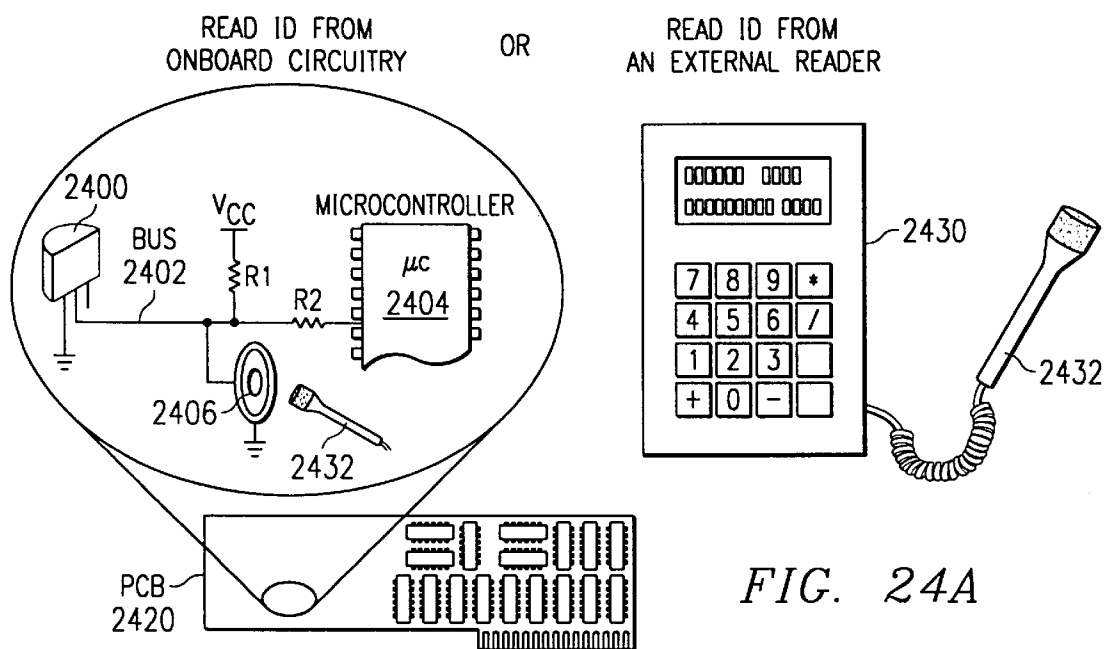 READ ID FROM
ONBOARD CIRCUITRY
OR
READ ID FROM
AN EXTERNAL READER
2400
BUS
2402
VCC
R1
R2
MICROCONTROLLER
μc
2404
2406
2432
2430
7 8 9 *
4 5 6 /
1 2 3
+ 0 −
2432
PCB
2420
FIG. 24A